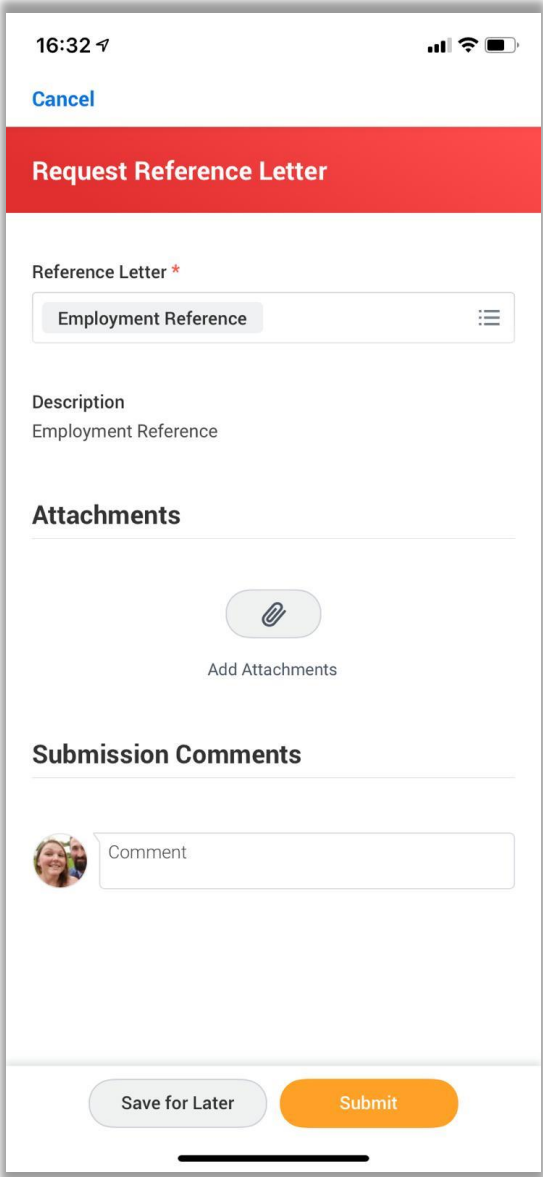 16:32
Cancel
Request Reference Letter
Reference Letter *
Employment Reference
Description
Employment Reference
Attachments
Add Attachments
Submission Comments
Comment
Save for Later
Submit